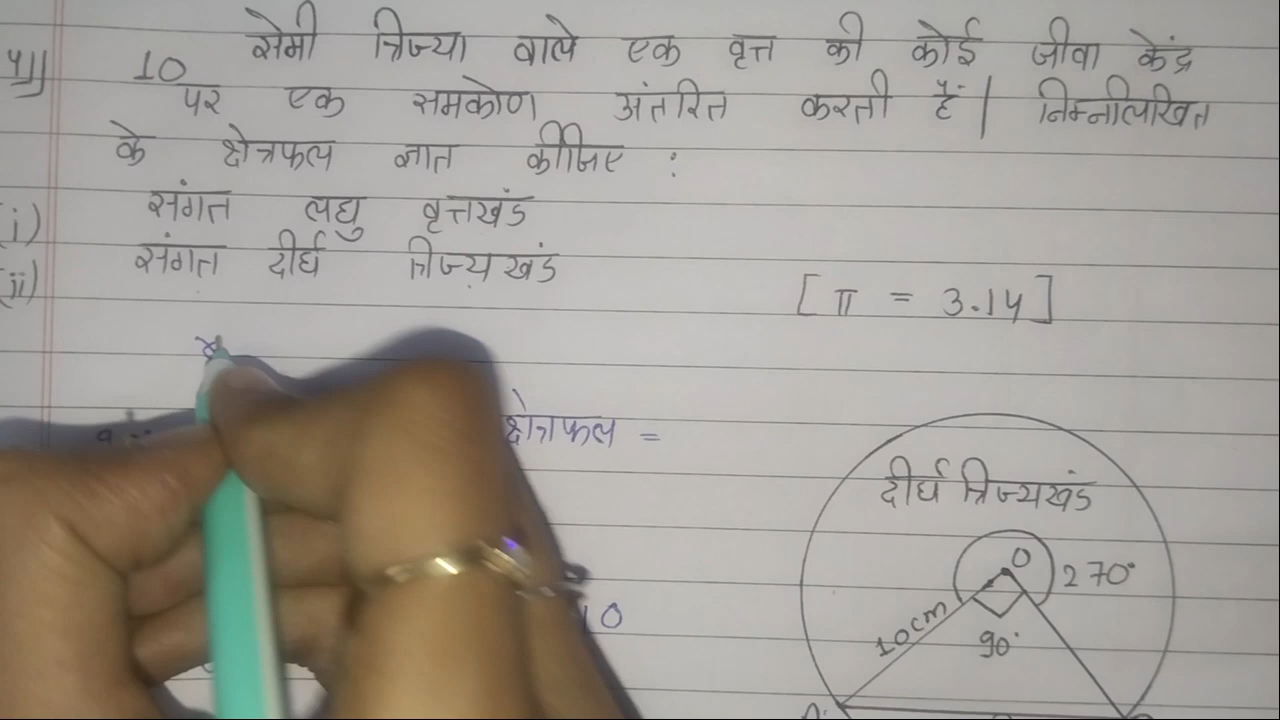 4)] 10 सेमी त्रिज्या वाले एक वृत्त की कोई जीवा केंद्र
पर एक समकोण अंतरित करती हैं | निम्नलिखित
के क्षेत्रफल ज्ञात कीजिए :
(i) संगत लघु वृत्तखंड
(ii) संगत दीर्घ त्रिज्यखंड
[ π = 3.14 ]
क्षेत्रफल =
दीर्घ त्रिज्यखंड
O
270°
10cm
90°
10